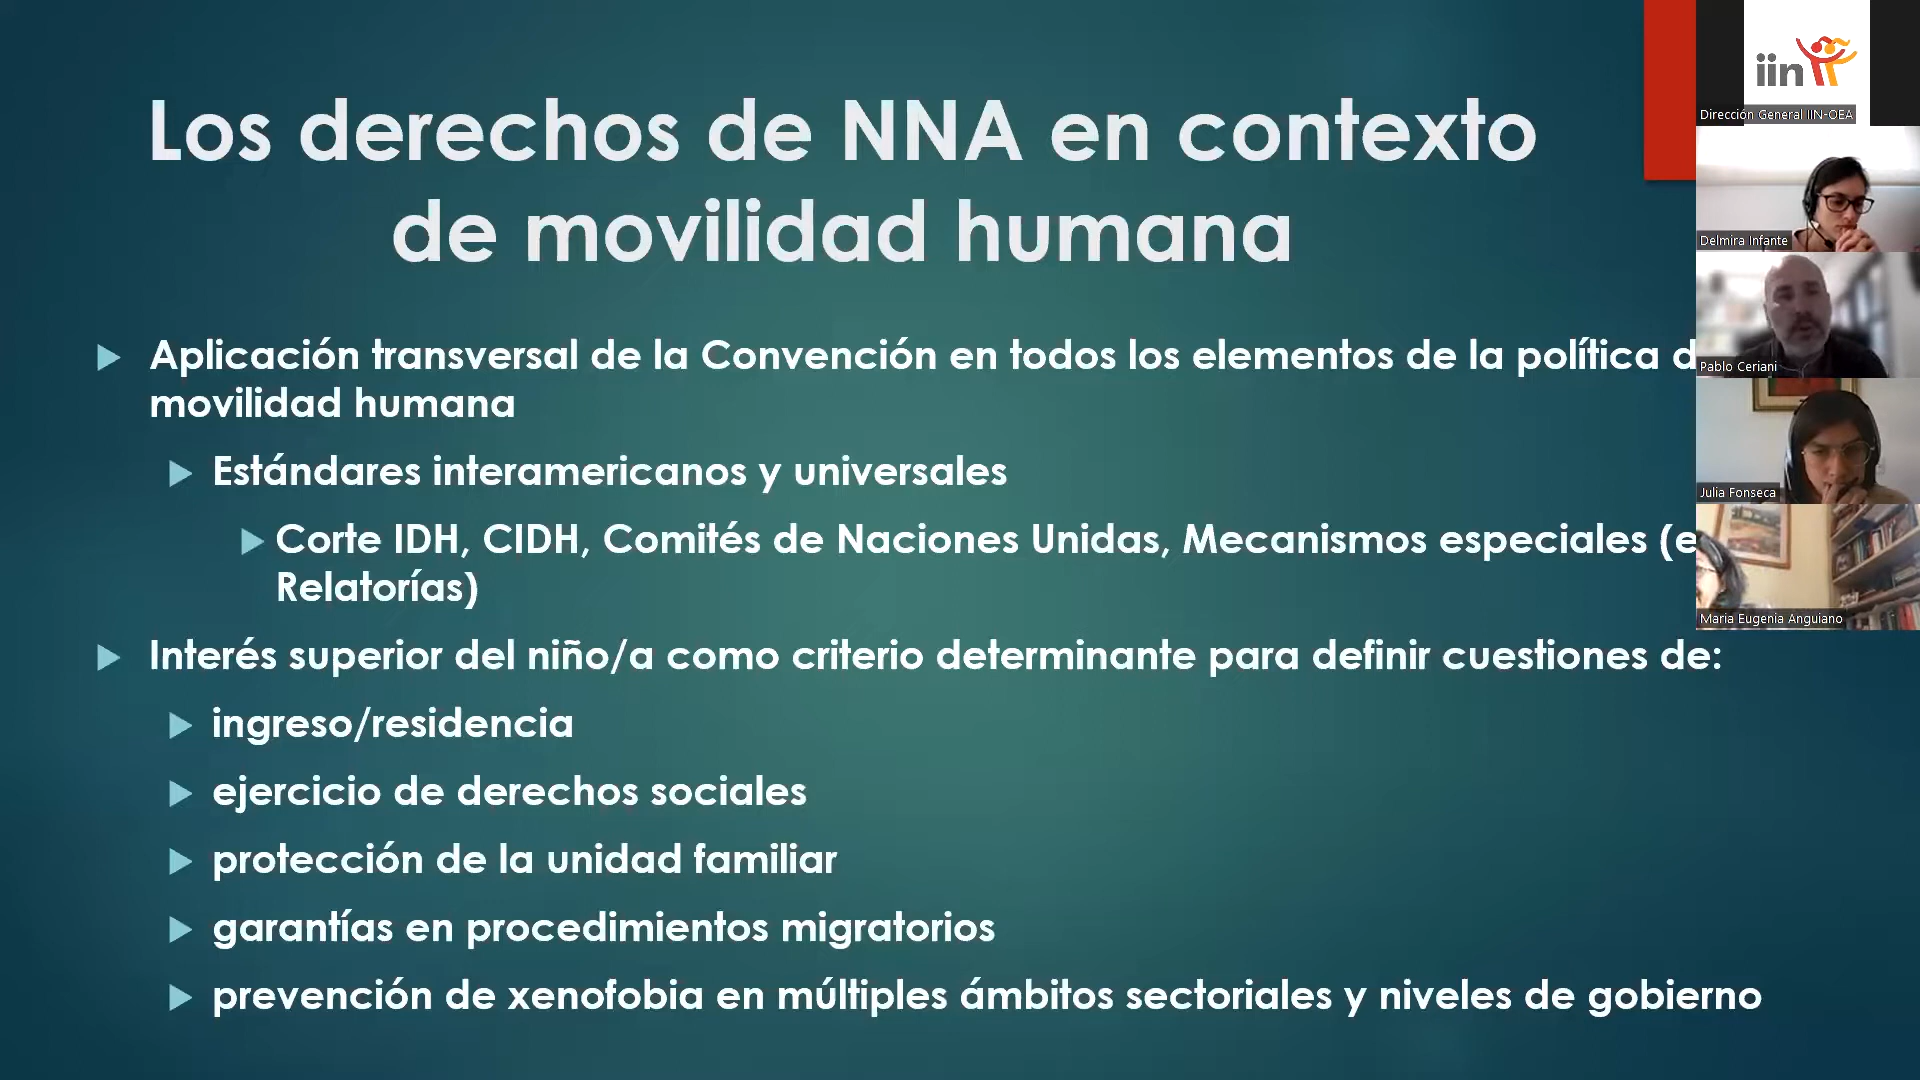 Los derechos de NNA en contexto
de movilidad humana
Aplicación transversal de la Convención en todos los elementos de la política
movilidad humana
Estándares interamericanos y universales
Corte IDH, CIDH, Comités de Naciones Unidas, Mecanismos especiales
Relatorías)
Interés superior del niño/a como criterio determinante para definir cuestiones de:
ingreso/residencia
ejercicio de derechos sociales
protección de la unidad familiar
garantías en procedimientos migratorios
prevención de xenofobia en múltiples ámbitos sectoriales y niveles de gobierno
iin
Dirección General IIN-OEA
Delmira Infante
Pablo Ceriani
Julia Fonseca
Maria Eugenia Anguiano